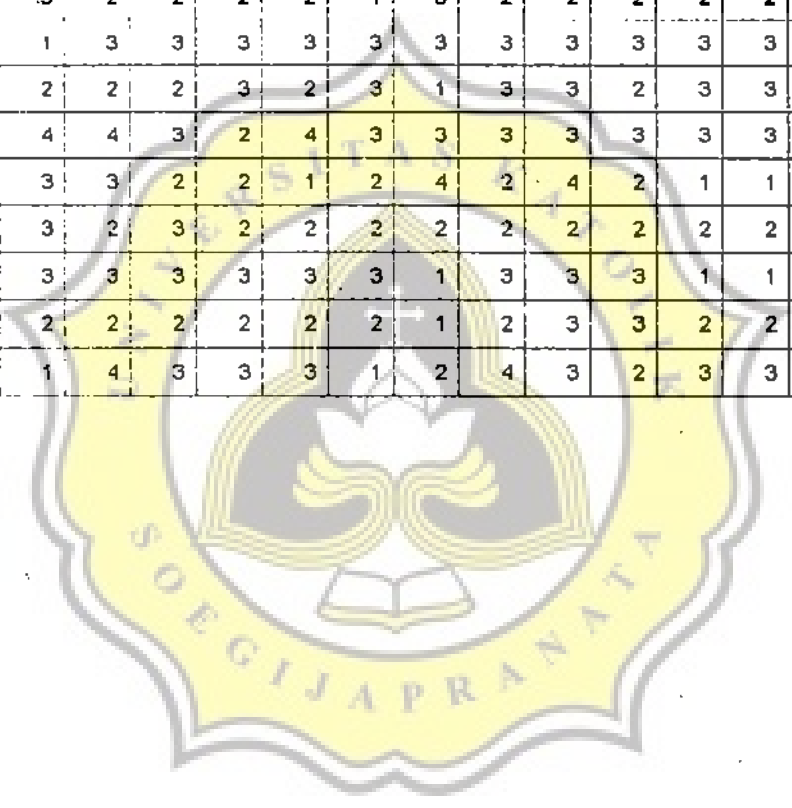 1 3 3 3 3 3 3 3 3 3 3 3
2 2 2 3 2 3 1 3 3 2 3 3
4 4 3 2 4 3 3 3 3 3 3 3
3 3 2 2 1 2 4 2 4 2 1 1
3 2 3 2 2 2 2 2 2 2 2 2
3 3 3 3 3 3 1 3 3 3 1 1
2 2 2 2 2 2 1 2 3 3 2 2
1 4 3 3 3 1 2 4 3 2 3 3
UNIVERSITAS KATOLIK
SOEGIJAPRANATA